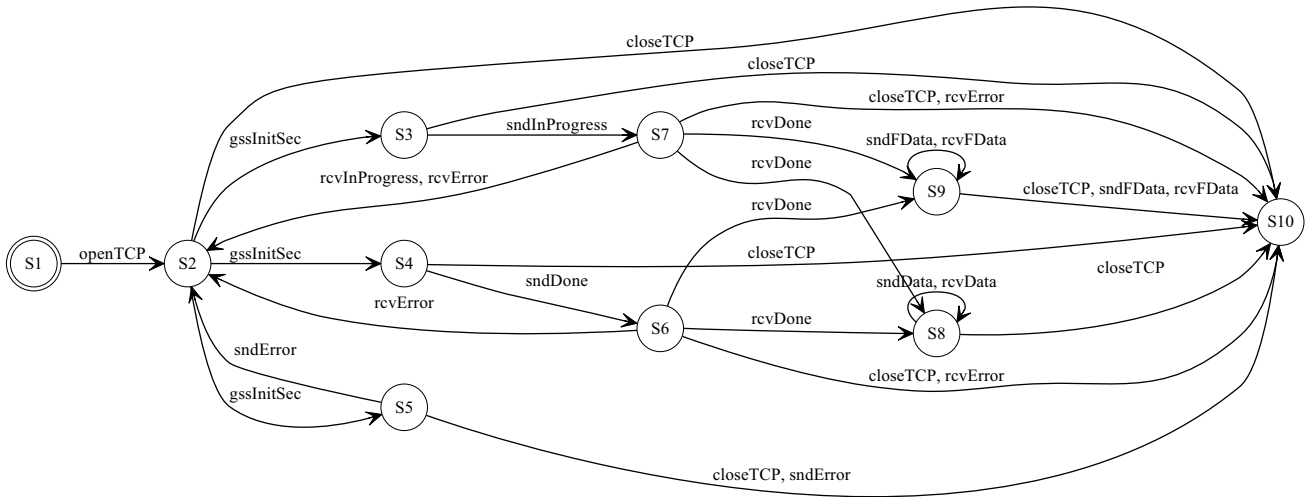 closeTCP
closeTCP
closeTCP, rcvError
gssInitSec
S3
sndInProgress
S7
rcvDone
sndFData, rcvFData
rcvInProgress, rcvError
rcvDone
S9
closeTCP, sndFData, rcvFData
rcvDone
S10
S1
openTCP
S2
gssInitSec
S4
closeTCP
closeTCP
sndDone
sndData, rcvData
rcvError
S6
rcvDone
S8
sndError
closeTCP, rcvError
gssInitSec
S5
closeTCP, sndError